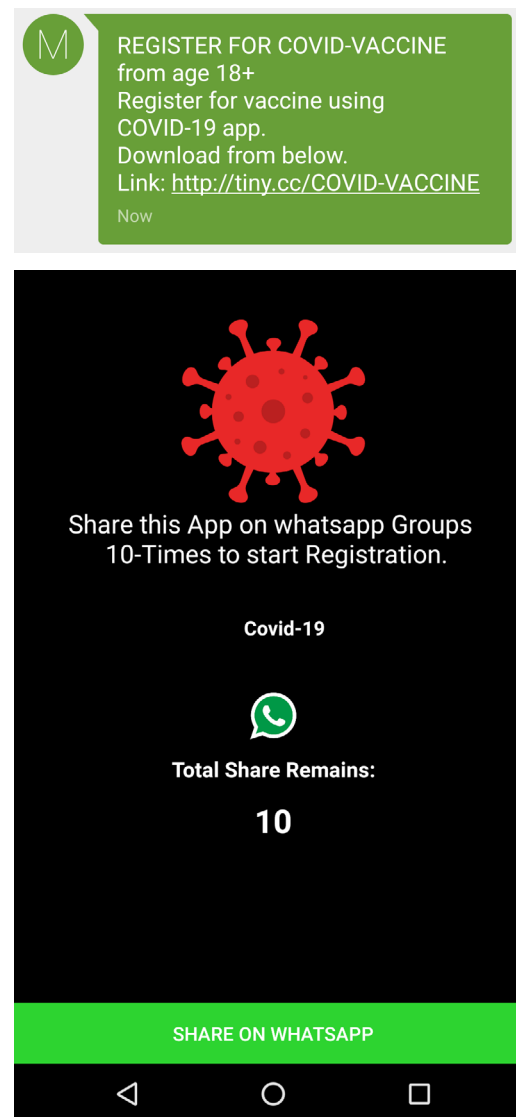 M
REGISTER FOR COVID-VACCINE
from age 18+
Register for vaccine using
COVID-19 app.
Download from below.
Link: http://tiny.cc/COVID-VACCINE
Now
Share this App on whatsapp Groups
10-Times to start Registration.
Covid-19
Total Share Remains:
10
SHARE ON WHATSAPP